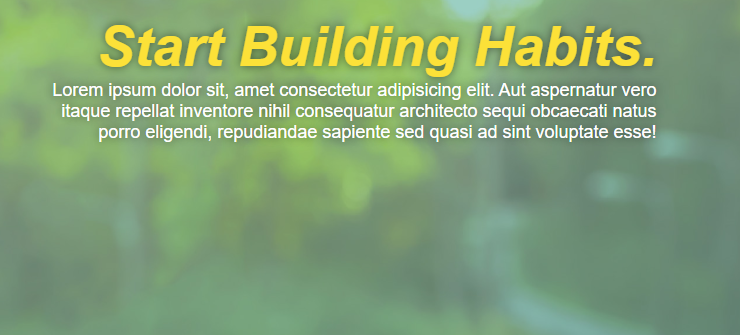 Start Building Habits.
Lorem ipsum dolor sit, amet consectetur adipisicing elit. Aut aspernatur vero
itaque repellat inventore nihil consequatur architecto sequi obcaecati natus
porro eligendi, repudiandae sapiente sed quasi ad sint voluptate esse!